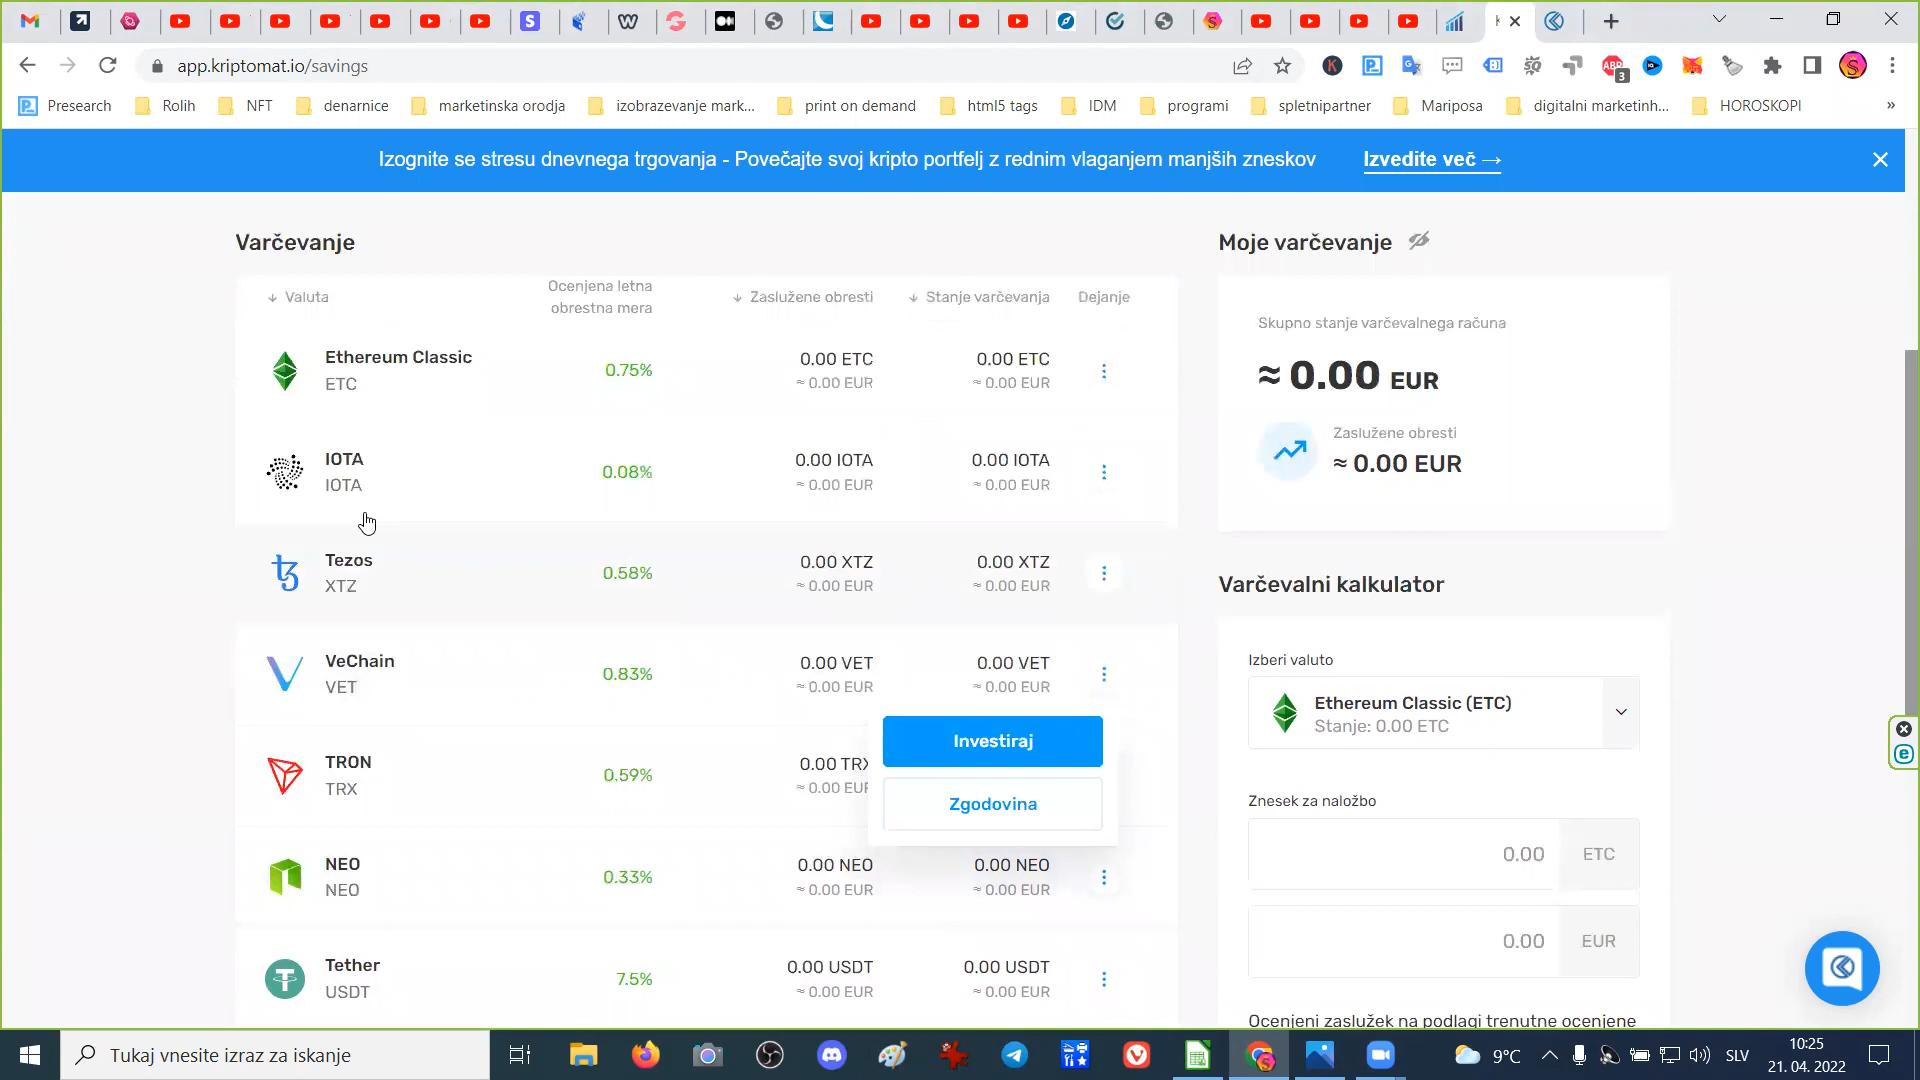 app.kriptomat.io/savings
3
Presearch
Rolih
NFT
denarnice
marketinska orodja
izobrazevanje mark...
print on demand
html5 tags
IDM
programi
spletnipartner
Mariposa
digitalni marketinh...
HOROSKOPI
»
Izognite se stresu dnevnega trgovanja - Povečajte svoj kripto portfelj z rednim vlaganjem manjših zneskov
Izvedite več →
Varčevanje
Valuta
Ocenjena letna
obrestna mera
Zaslužene obresti
Stanje varčevanja
Dejanje
Ethereum Classic
ETC
0.75%
0.00 ETC
≈ 0.00 EUR
0.00 ETC
≈ 0.00 EUR
IOTA
IOTA
0.08%
0.00 IOTA
≈ 0.00 EUR
0.00 IOTA
≈ 0.00 EUR
Tezos
XTZ
0.58%
0.00 XTZ
≈ 0.00 EUR
0.00 XTZ
≈ 0.00 EUR
VeChain
VET
0.83%
0.00 VET
≈ 0.00 EUR
0.00 VET
≈ 0.00 EUR
TRON
TRX
0.59%
0.00 TRX
≈ 0.00 EUR
Investiraj
Zgodovina
NEO
NEO
0.33%
0.00 NEO
≈ 0.00 EUR
0.00 NEO
≈ 0.00 EUR
Tether
USDT
7.5%
0.00 USDT
≈ 0.00 EUR
0.00 USDT
≈ 0.00 EUR
Moje varčevanje
Skupno stanje varčevalnega računa
≈ 0.00 EUR
Zaslužene obresti
≈ 0.00 EUR
Varčevalni kalkulator
Izberi valuto
Ethereum Classic (ETC)
Stanje: 0.00 ETC
Znesek za naložbo
0.00 ETC
0.00 EUR
Ocenjeni zaslužek na podlagi trenutne ocenjene
Tukaj vnesite izraz za iskanje
9°C
SLV
10:25
21. 04. 2022